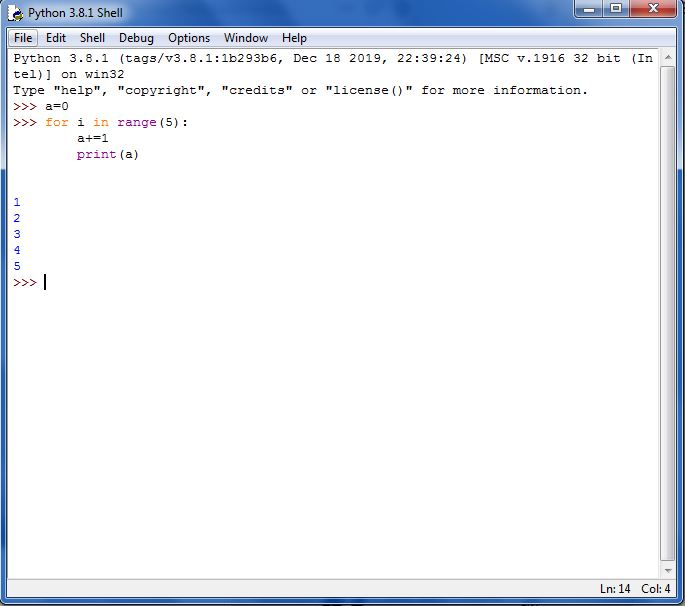 Python 3.8.1 Shell
File Edit Shell Debug Options Window Help
Python 3.8.1 (tags/v3.8.1:1b293b6, Dec 18 2019, 22:39:24) [MSC v.1916 32 bit (In
tel)] on win32
Type "help", "copyright", "credits" or "license()" for more information.
>>> a=0
>>> for i in range(5):
        a+=1
        print(a)
1
2
3
4
5
>>>
Ln: 14 Col: 4